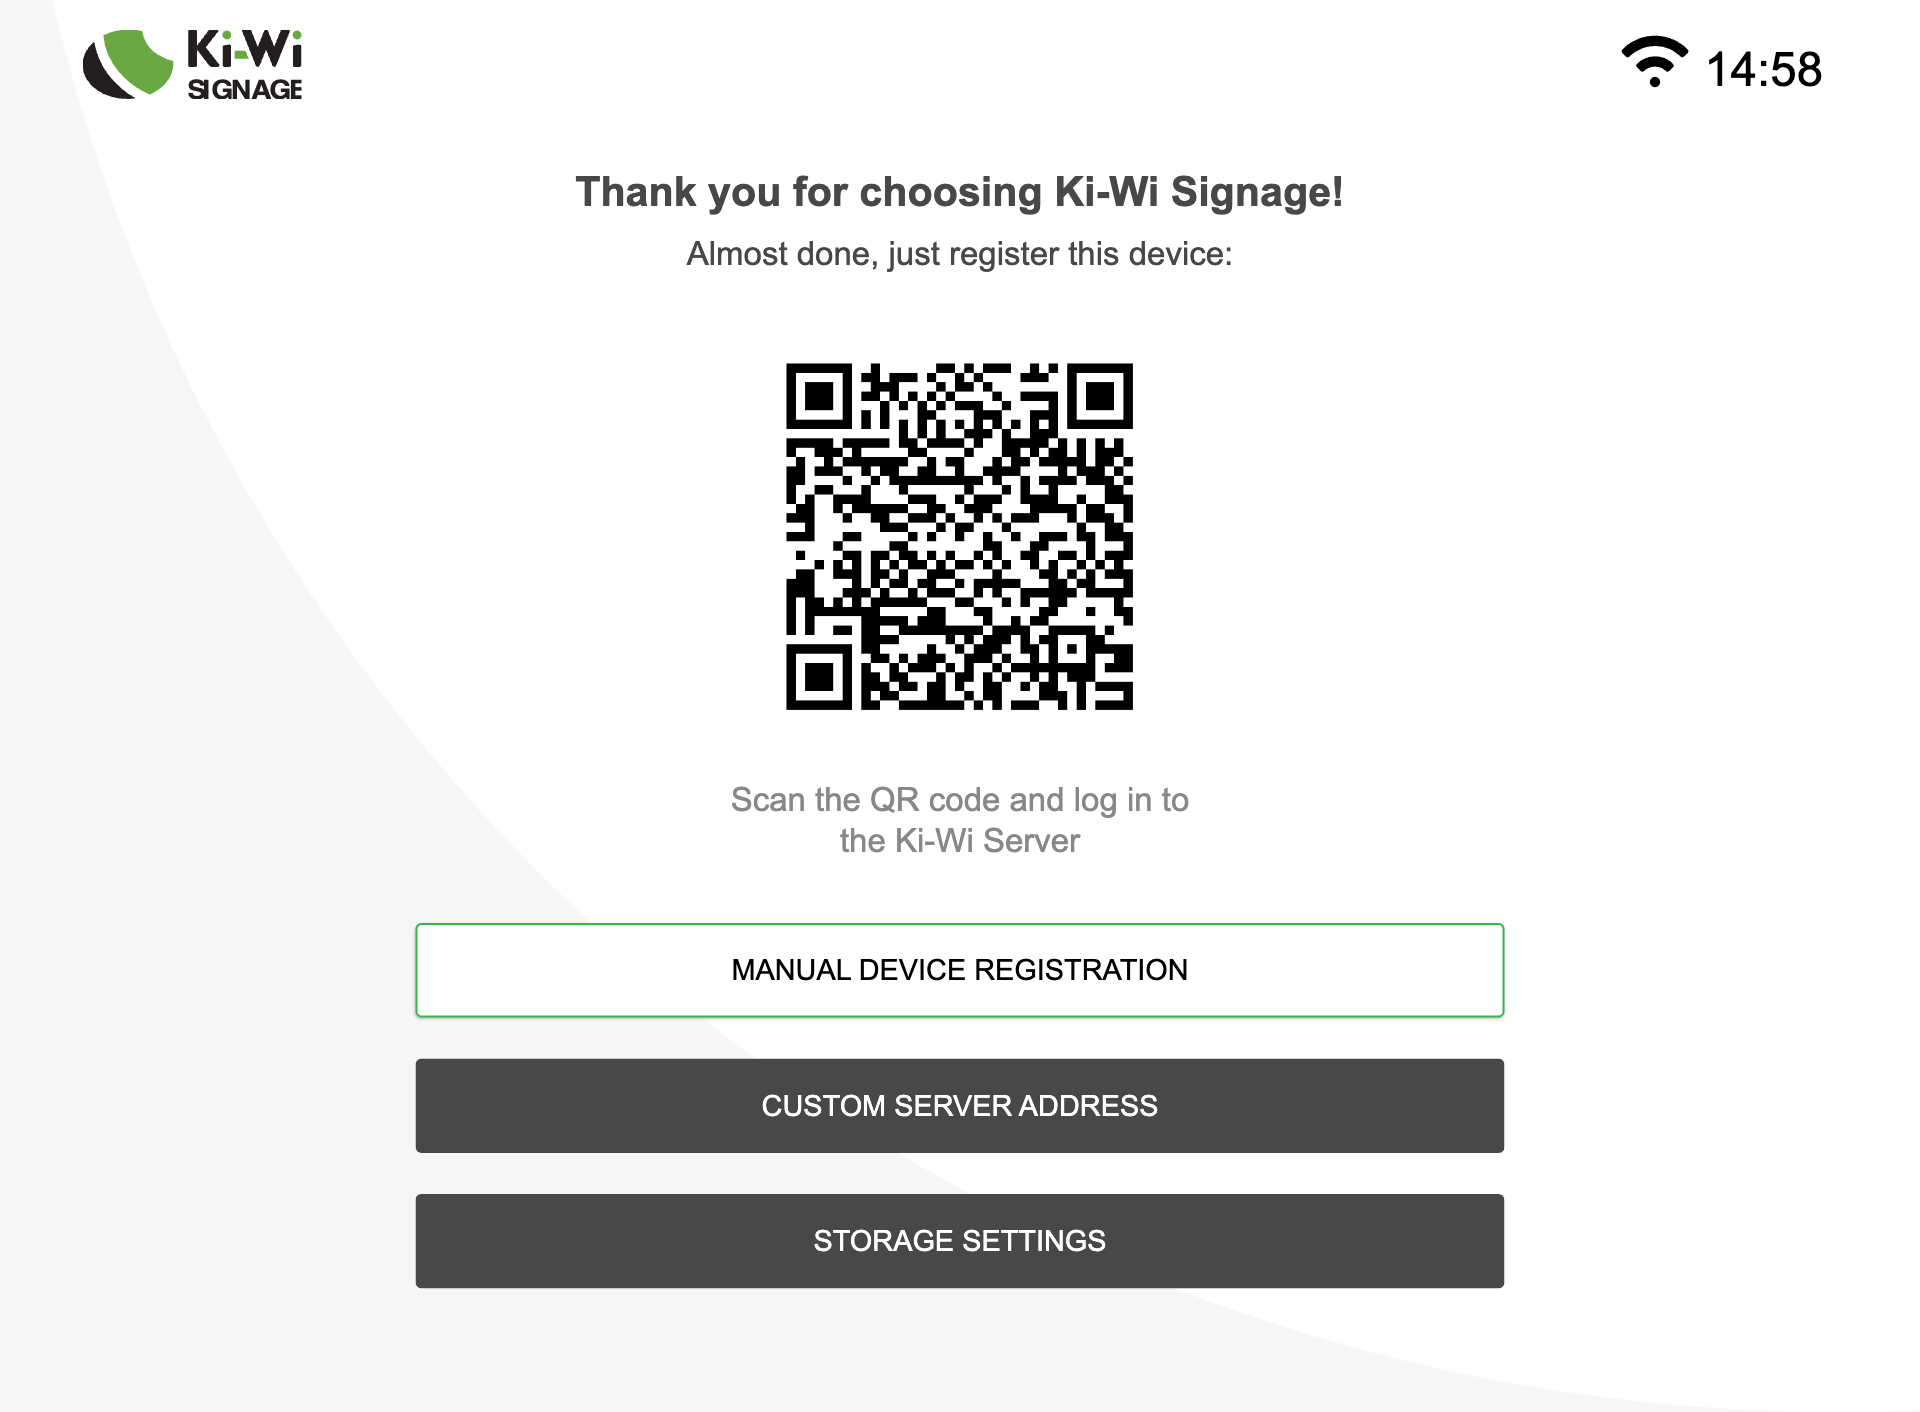 Ki-Wi
SIGNAGE
14:58
Thank you for choosing Ki-Wi Signage!
Almost done, just register this device:
Scan the QR code and log in to
the Ki-Wi Server
MANUAL DEVICE REGISTRATION
CUSTOM SERVER ADDRESS
STORAGE SETTINGS